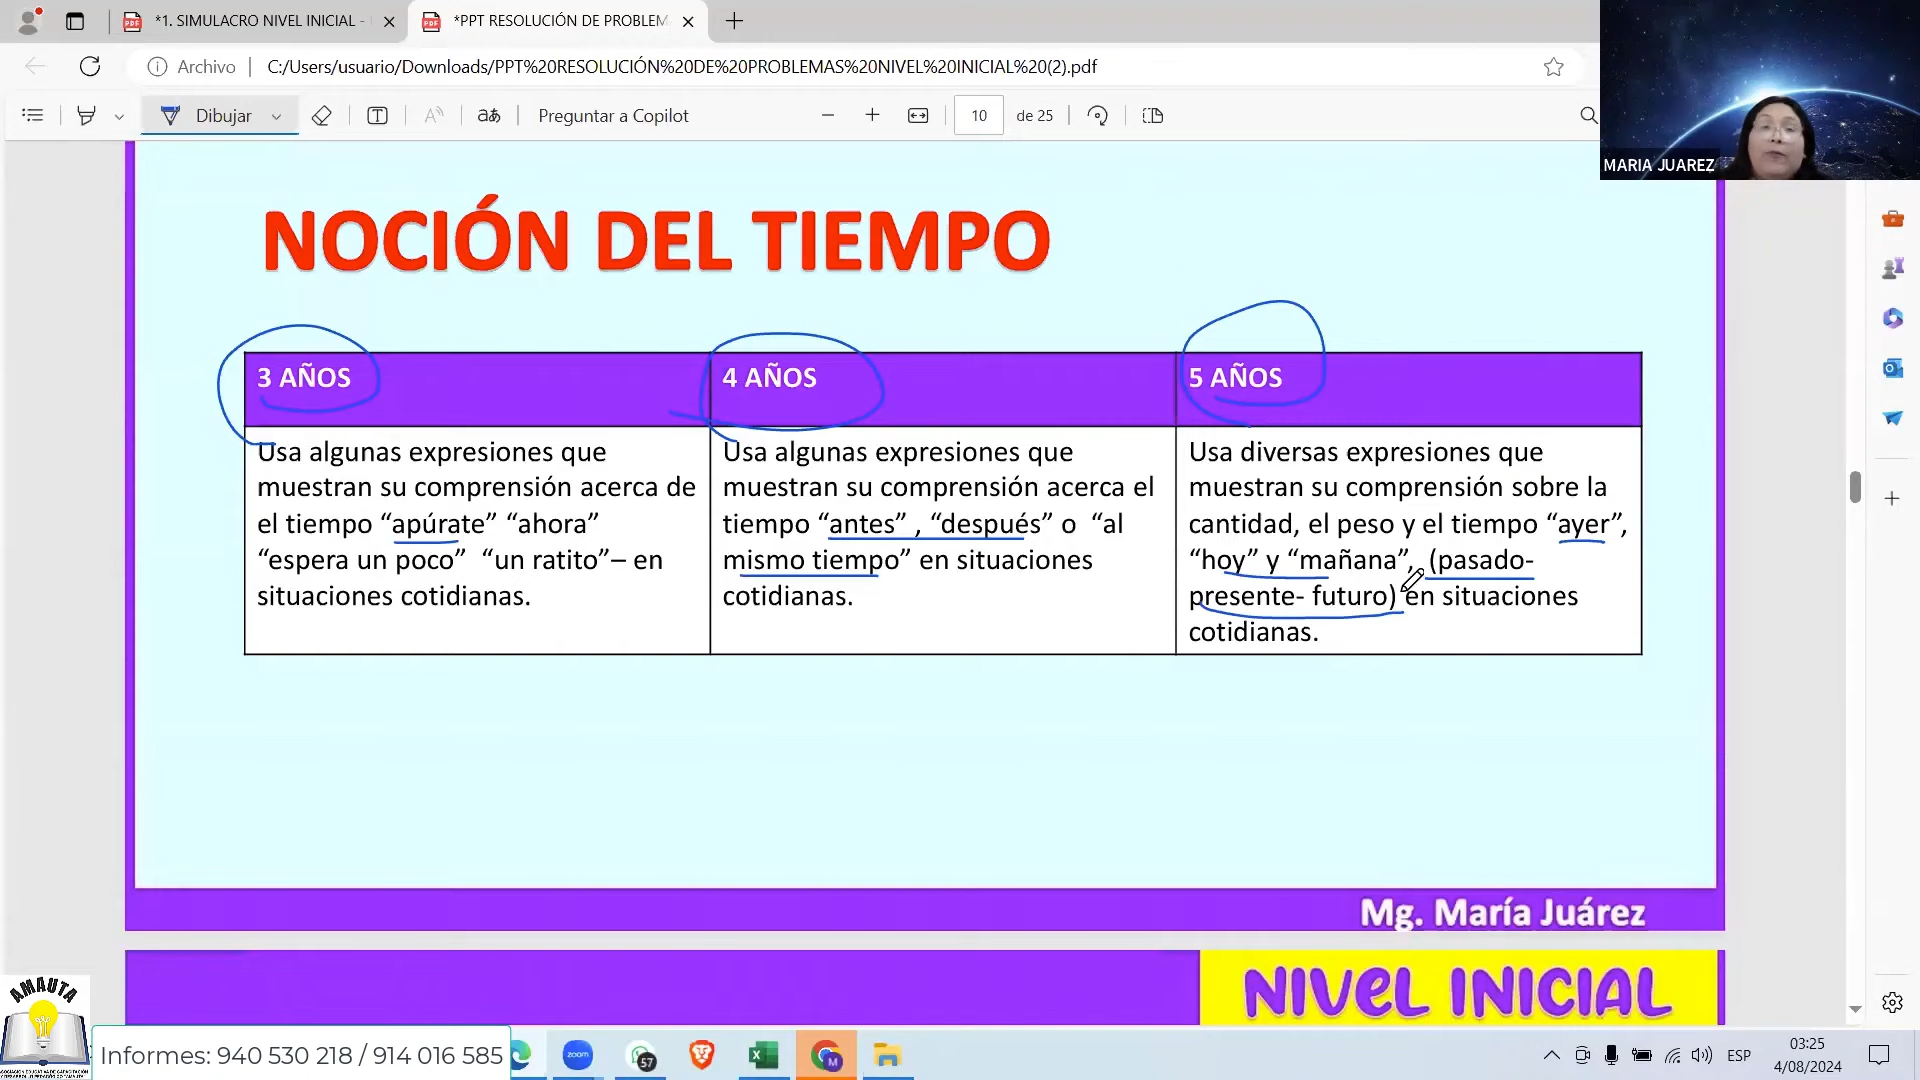 *1. SIMULACRO NIVEL INICIAL -
*PPT RESOLUCIÓN DE PROBLEM
Archivo
C:/Users/usuario/Downloads/PPT%20RESOLUCIÓN%20DE%20PROBLEMAS%20NIVEL%20INICIAL%20(2).pdf
Dibujar
Preguntar a Copilot
10
de 25
MARIA JUAREZ
NOCIÓN DEL TIEMPO
3 AÑOS
Usa algunas expresiones que
muestran su comprensión acerca de
el tiempo “apúrate” “ahora”
“espera un poco” “un ratito”– en
situaciones cotidianas.
4 AÑOS
Usa algunas expresiones que
muestran su comprensión acerca el
tiempo “antes” , “después” o “al
mismo tiempo” en situaciones
cotidianas.
5 AÑOS
Usa diversas expresiones que
muestran su comprensión sobre la
cantidad, el peso y el tiempo “ayer”,
“hoy” y “mañana”, (pasado-
presente- futuro) en situaciones
cotidianas.
Mg. María Juárez
NIVEL INICIAL
AMAUTA
Informes: 940 530 218 / 914 016 585
zoom
57
M
ESP
03:25
4/08/2024